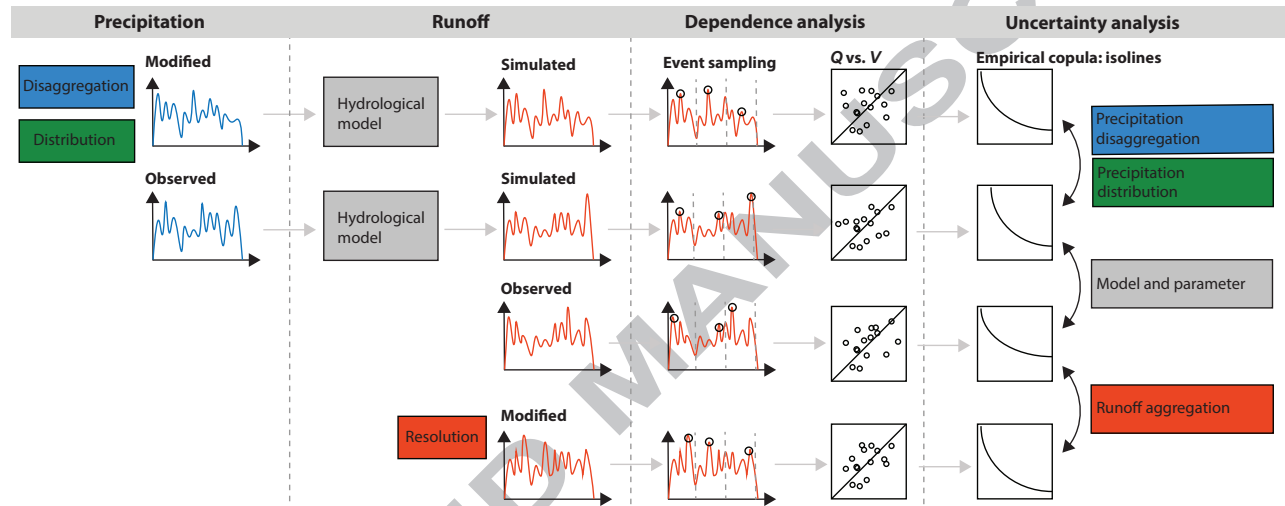 Precipitation
Runoff
Dependence analysis
Uncertainty analysis
Modified
Simulated
Event sampling
Q vs. V
Empirical copula: isolines
Disaggregation
Distribution
Hydrological
model
Precipitation
disaggregation
Precipitation
distribution
Observed
Simulated
Hydrological
model
Model and parameter
Observed
Modified
Resolution
Runoff aggregation